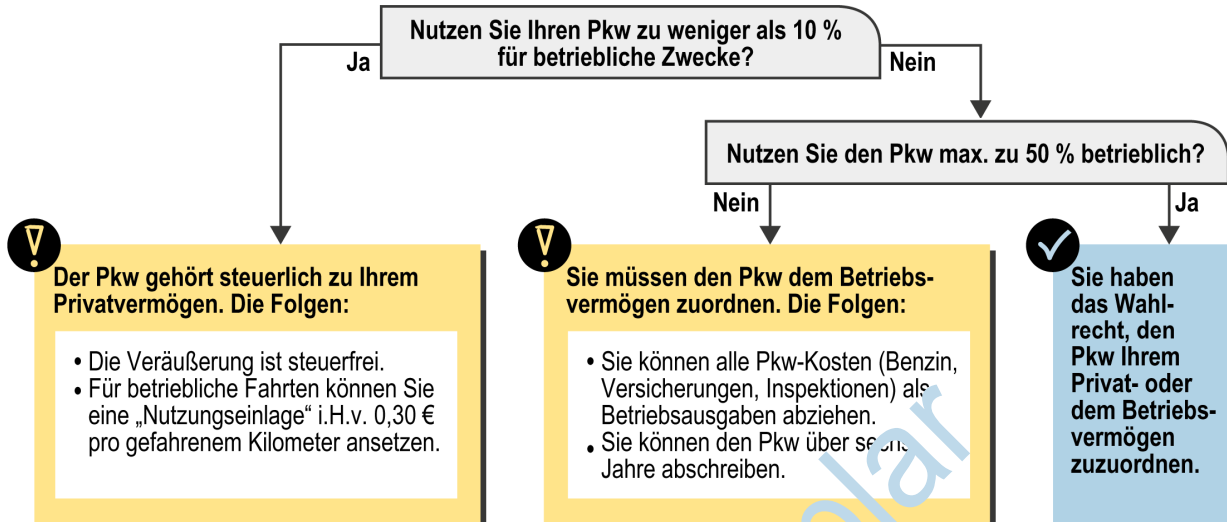 Nutzen Sie Ihren Pkw zu weniger als 10 %
für betriebliche Zwecke?
Ja
Nein
Nutzen Sie den Pkw max. zu 50 % betrieblich?
Nein
Ja
Der Pkw gehört steuerlich zu Ihrem
Privatvermögen. Die Folgen:
• Die Veräußerung ist steuerfrei.
• Für betriebliche Fahrten können Sie
eine „Nutzungseinlage“ i.H.v. 0,30 €
pro gefahrenem Kilometer ansetzen.
Sie müssen den Pkw dem Betriebs-
vermögen zuordnen. Die Folgen:
• Sie können alle Pkw-Kosten (Benzin,
Versicherungen, Inspektionen) als
Betriebsausgaben abziehen.
• Sie können den Pkw über sechs
Jahre abschreiben.
Sie haben
das Wahl-
recht, den
Pkw Ihrem
Privat- oder
dem Betriebs-
vermögen
zuzuordnen.